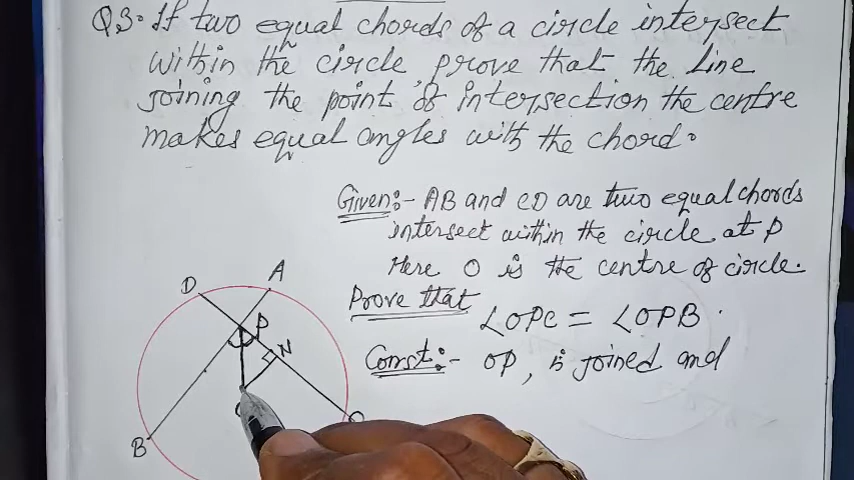 Q3. If two equal chords of a circle intersect
within the circle, prove that the Line
joining the point of intersection the centre
makes equal angles with the chord.
Given:- AB and CD are two equal chords
intersect within the circle at P
Here O is the centre of circle.
Prove that
∠OPC = ∠OPB.
Const:- OP, is joined and
D A
P
N
B